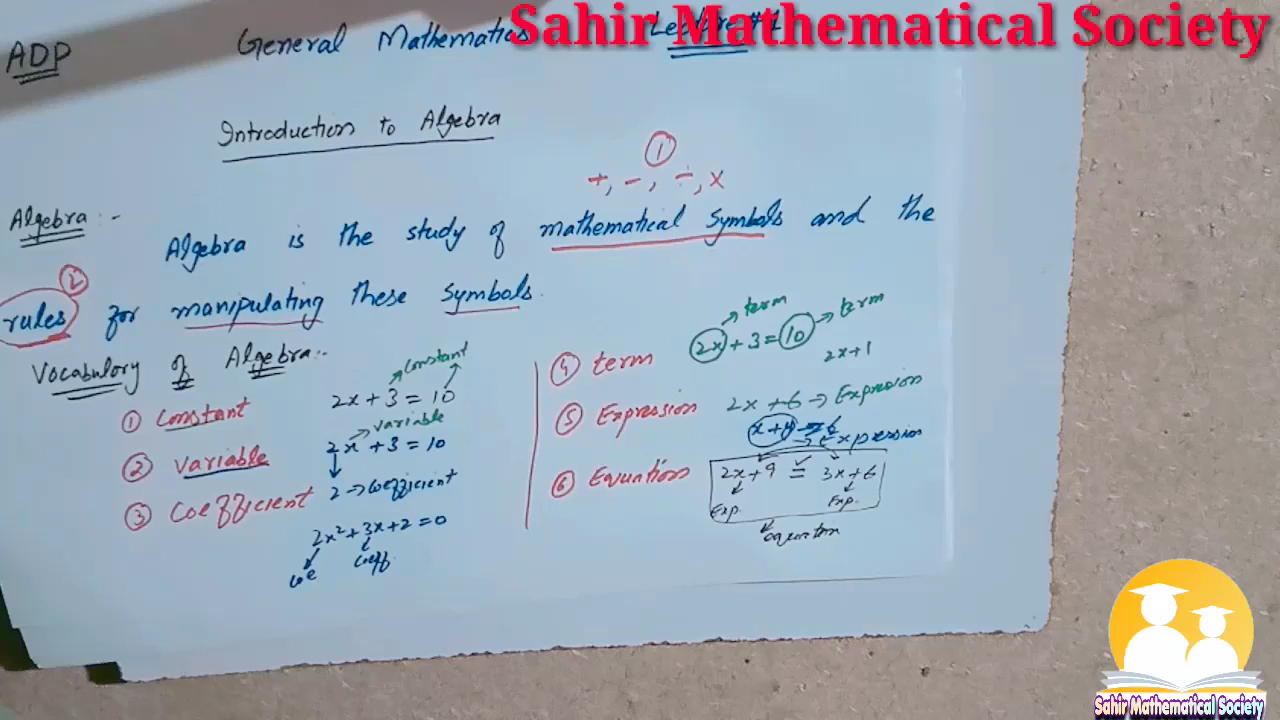 Sahir Mathematical Society
ADP
General Mathematics
Introduction to Algebra
①
+, -, ÷, x
Algebra:-
Algebra is the study of mathematical symbols and the
②
rules for manipulating these symbols.
Vocabulory of Algebra:-
① Constant
constant
2x + 3 = 10
② variable
variable
2x + 3 = 10
③ Coefficient
2 → coefficient
2x² + 3x + 2 = 0
coe
coeff
④ term
term
term
2x + 3 = 10
2x+1
⑤ Expression
2x + 6 → Expression
expression
⑥ Equation
2x+9 = 3x+6
Exp.
Exp.
equation
Sahir Mathematical Society